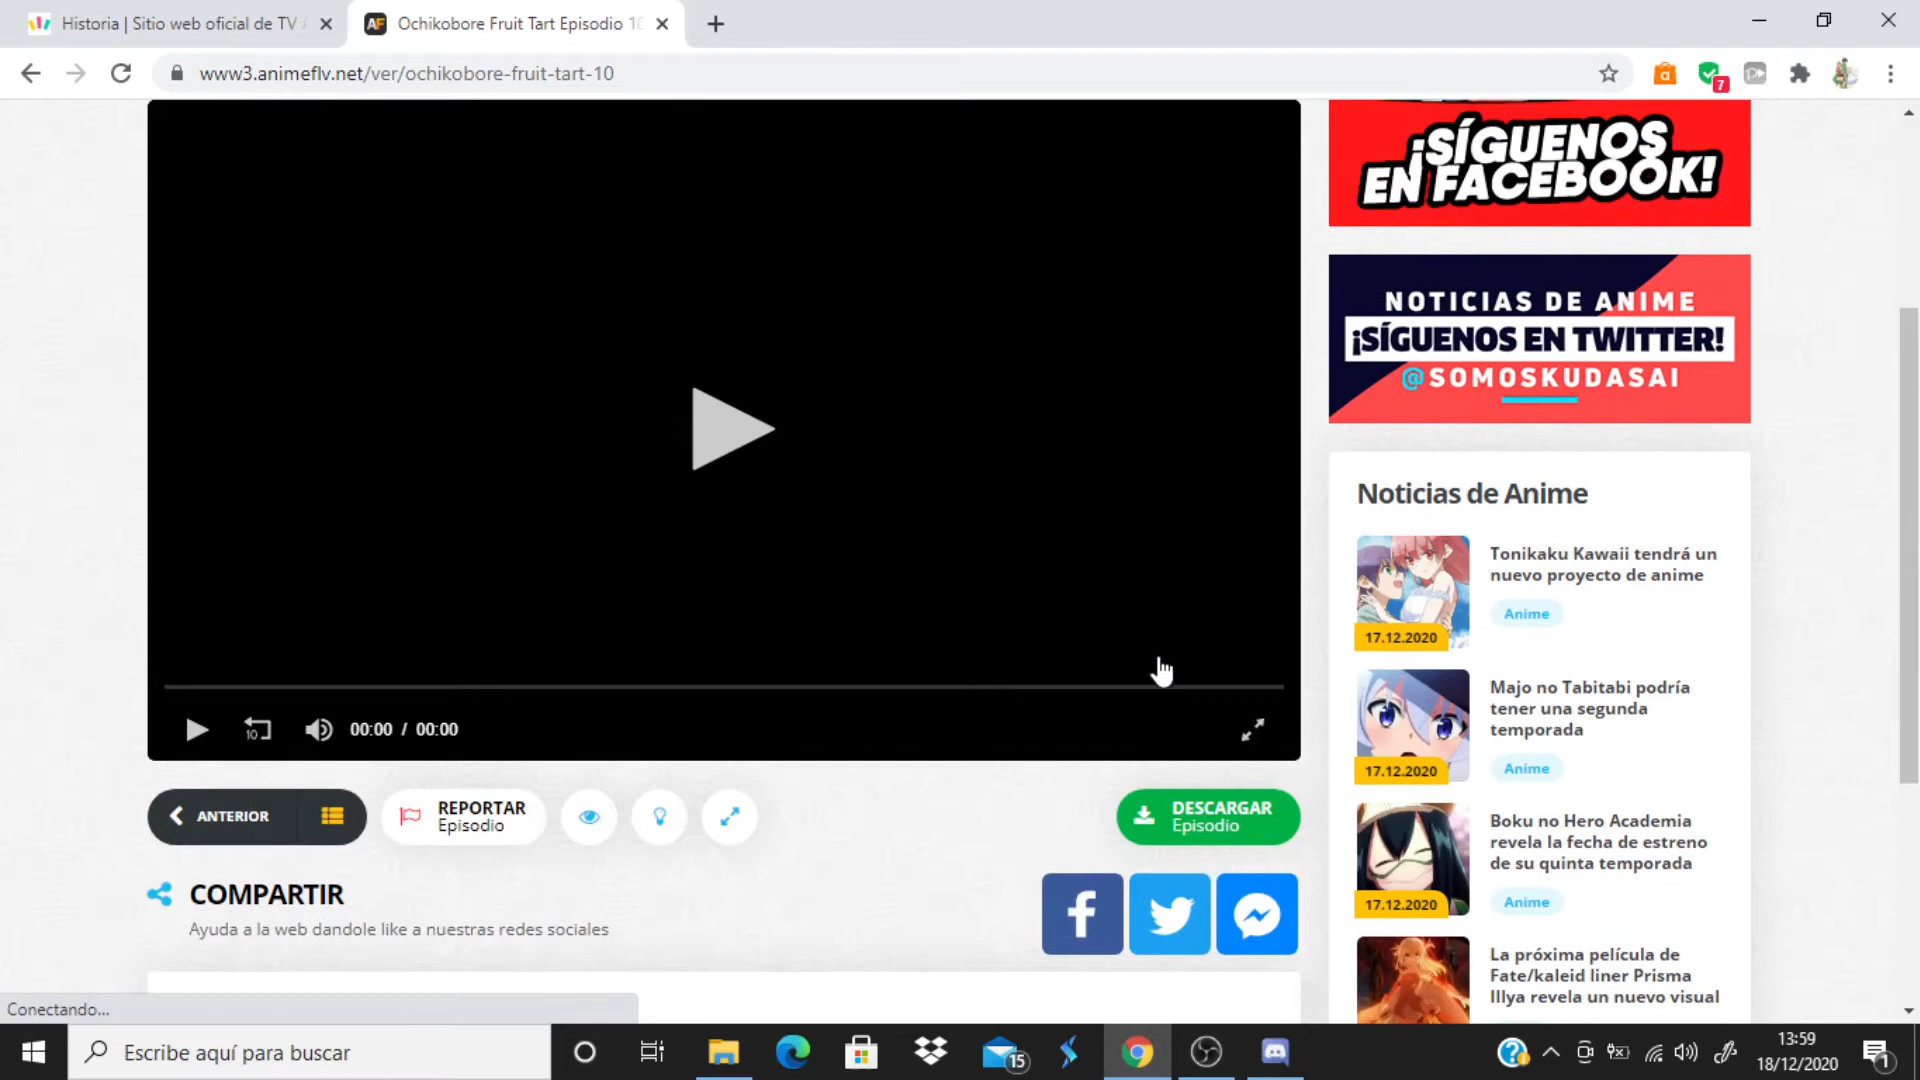 Historia | Sitio web oficial de TV
AF
Ochikobore Fruit Tart Episodio 10
www3.animeflv.net/ver/ochikobore-fruit-tart-10
7
¡SÍGUENOS
EN FACEBOOK!
NOTICIAS DE ANIME
¡SÍGUENOS EN TWITTER!
@SOMOSKUDASAI
Noticias de Anime
Tonikaku Kawaii tendrá un
nuevo proyecto de anime
Anime
17.12.2020
Majo no Tabitabi podría
tener una segunda
temporada
Anime
17.12.2020
Boku no Hero Academia
revela la fecha de estreno
de su quinta temporada
Anime
17.12.2020
La próxima película de
Fate/kaleid liner Prisma
Illya revela un nuevo visual
10
00:00 / 00:00
ANTERIOR
REPORTAR
Episodio
DESCARGAR
Episodio
COMPARTIR
Ayuda a la web dandole like a nuestras redes sociales
Conectando...
Escribe aquí para buscar
15
13:59
18/12/2020
1